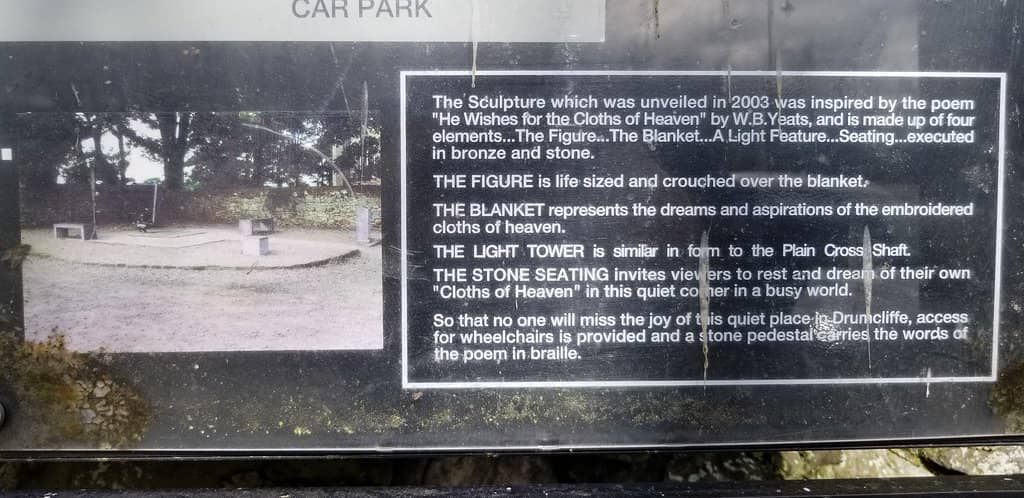 CAR PARK
The Sculpture which was unveiled in 2003 was inspired by the poem
"He Wishes for the Cloths of Heaven" by W.B.Yeats, and is made up of four
elements...The Figure...The Blanket...A Light Feature...Seating...executed
in bronze and stone.
THE FIGURE is life sized and crouched over the blanket.
THE BLANKET represents the dreams and aspirations of the embroidered
cloths of heaven.
THE LIGHT TOWER is similar in form to the Plain Cross Shaft.
THE STONE SEATING invites viewers to rest and dream of their own
"Cloths of Heaven" in this quiet corner in a busy world.
So that no one will miss the joy of this quiet place in Drumcliffe, access
for wheelchairs is provided and a stone pedestal carries the words of
the poem in braille.